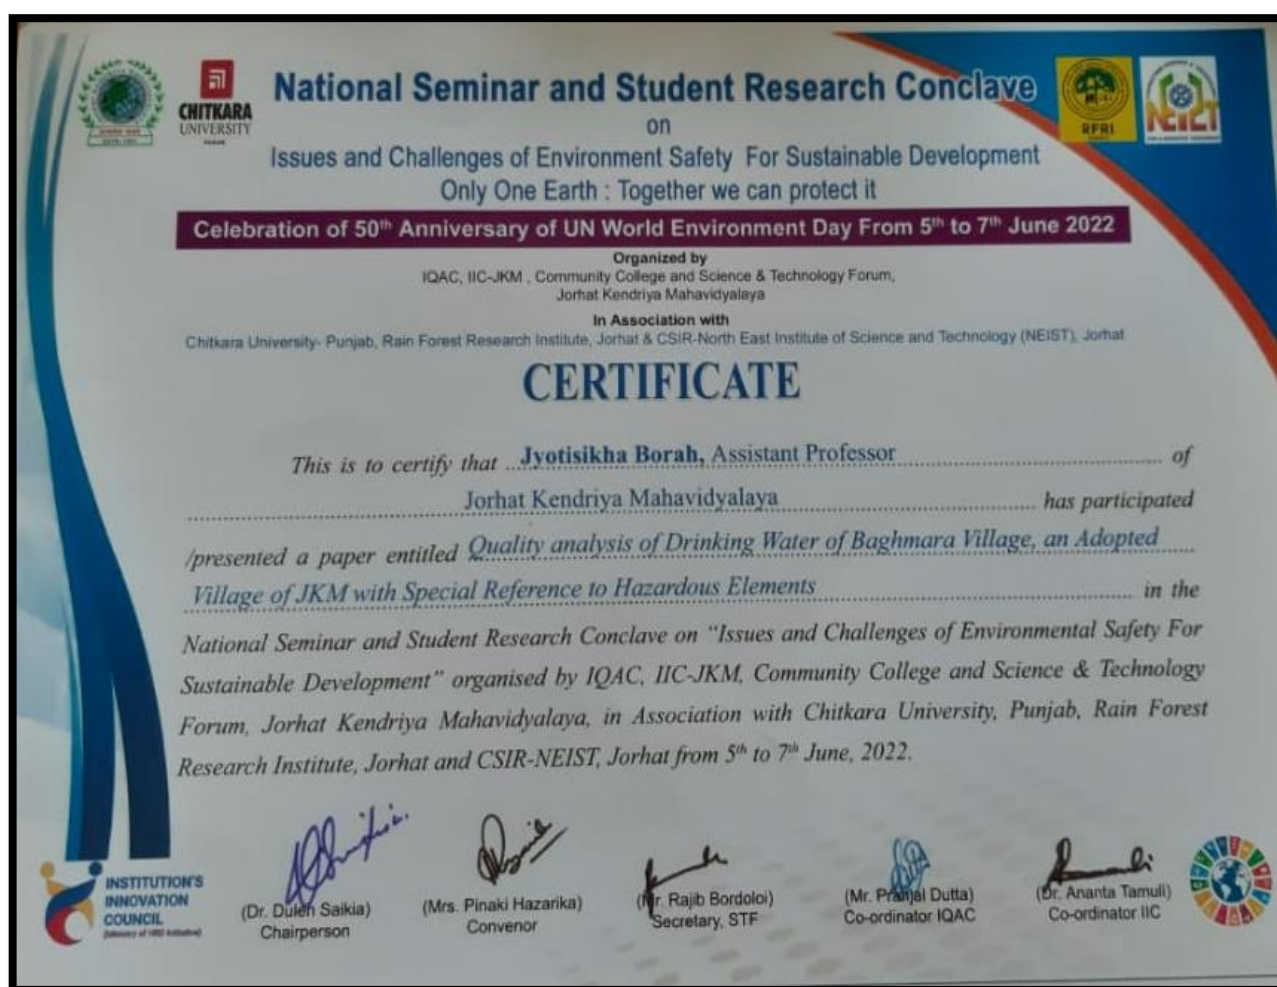 CHITKARA
UNIVERSITY
National Seminar and Student Research Conclave
on
Issues and Challenges of Environment Safety For Sustainable Development
Only One Earth : Together we can protect it
RFRI
NEIST
Celebration of 50th Anniversary of UN World Environment Day From 5th to 7th June 2022
Organized by
IQAC, IIC-JKM , Community College and Science & Technology Forum,
Jorhat Kendriya Mahavidyalaya
In Association with
Chitkara University- Punjab, Rain Forest Research Institute, Jorhat & CSIR-North East Institute of Science and Technology (NEIST), Jorhat
CERTIFICATE
This is to certify that Jyotisikha Borah, Assistant Professor of
Jorhat Kendriya Mahavidyalaya has participated
/presented a paper entitled Quality analysis of Drinking Water of Baghmara Village, an Adopted
Village of JKM with Special Reference to Hazardous Elements in the
National Seminar and Student Research Conclave on "Issues and Challenges of Environmental Safety For
Sustainable Development" organised by IQAC, IIC-JKM, Community College and Science & Technology
Forum, Jorhat Kendriya Mahavidyalaya, in Association with Chitkara University, Punjab, Rain Forest
Research Institute, Jorhat and CSIR-NEIST, Jorhat from 5th to 7th June, 2022.
INSTITUTION'S
INNOVATION
COUNCIL
(Ministry of HRD Initiative)
(Dr. Dulen Saikia)
Chairperson
(Mrs. Pinaki Hazarika)
Convenor
(Mr. Rajib Bordoloi)
Secretary, STF
(Mr. Pranjal Dutta)
Co-ordinator IQAC
(Dr. Ananta Tamuli)
Co-ordinator IIC